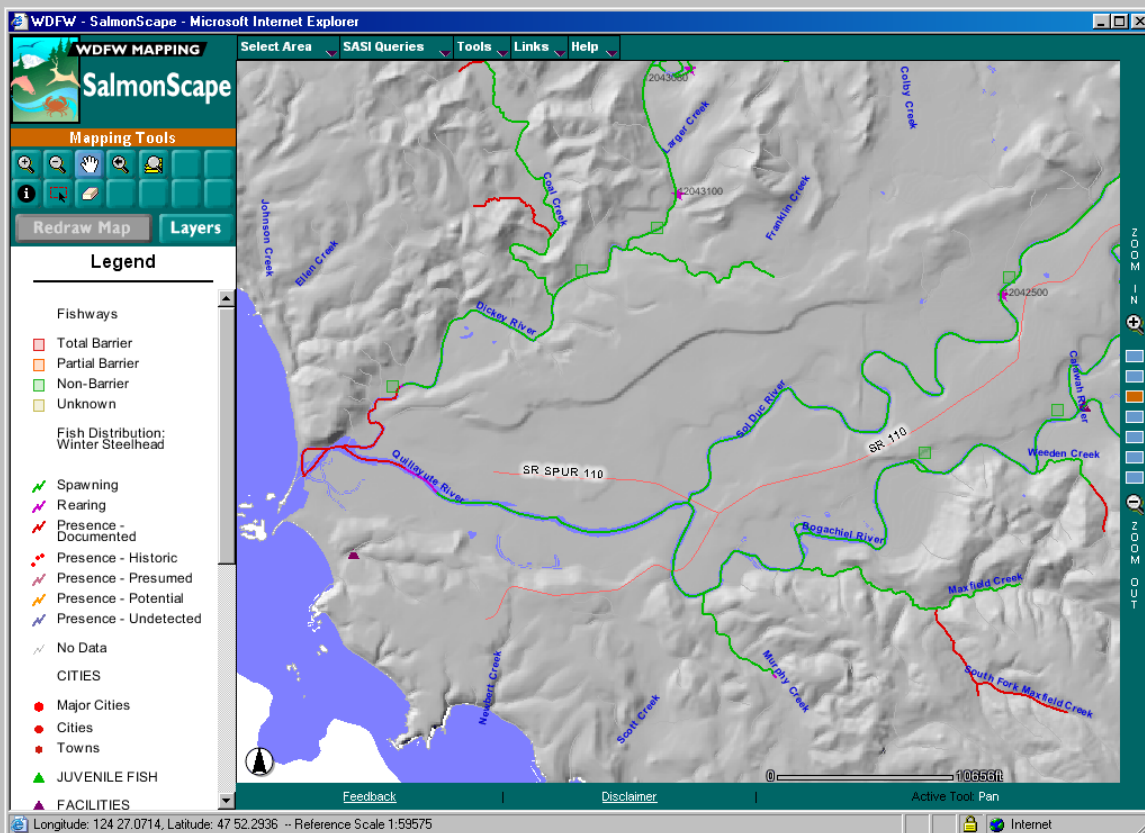 WDFW - SalmonScape - Microsoft Internet Explorer
WDFW MAPPING
SalmonScape
Select Area
SASI Queries
Tools
Links
Help
Mapping Tools
Redraw Map
Layers
Legend
Fishways
Total Barrier
Partial Barrier
Non-Barrier
Unknown
Fish Distribution:
Winter Steelhead
Spawning
Rearing
Presence -
Documented
Presence - Historic
Presence - Presumed
Presence - Potential
Presence - Undetected
No Data
CITIES
Major Cities
Cities
Towns
JUVENILE FISH
FACILITIES
2043080
Larger Creek
Colby Creek
Coal Creek
12043100
Franklin Creek
Johnson Creek
Ellen Creek
Dickey River
12042500
Calawah River
Sol Duc River
SR 110
Weeden Creek
Quillayute River
SR SPUR 110
Bogachiel River
Maxfield Creek
South Fork Maxfield Creek
Murphy Creek
Newbert Creek
Scott Creek
0 10656ft
ZOOM IN
ZOOM OUT
Feedback | Disclaimer | Active Tool: Pan
Longitude: 124 27.0714, Latitude: 47 52.2936 -- Reference Scale 1:59575
Internet